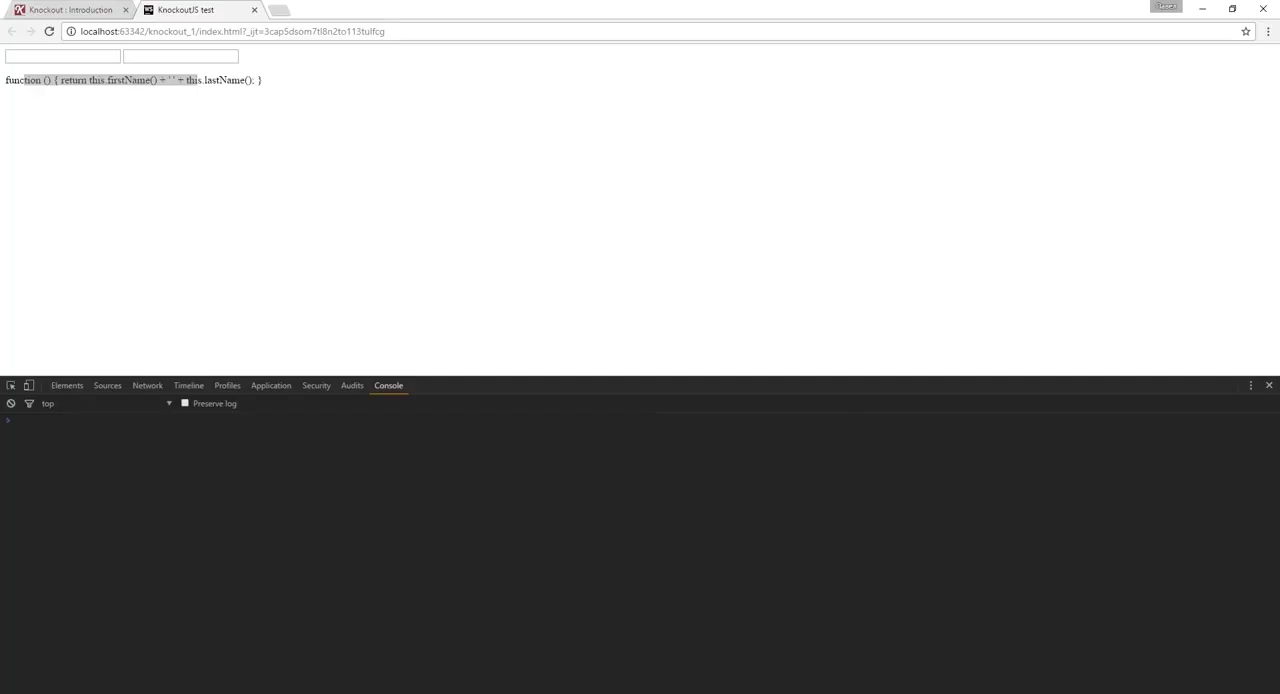 Knockout : Introduction
KnockoutJS test
localhost:63342/knockout_1/index.html?_ijt=3cap5dsom7tl8n2to113tulfcg
function () { return this.firstName() + ' ' + this.lastName(); }
Elements Sources Network Timeline Profiles Application Security Audits Console
top Preserve log
>